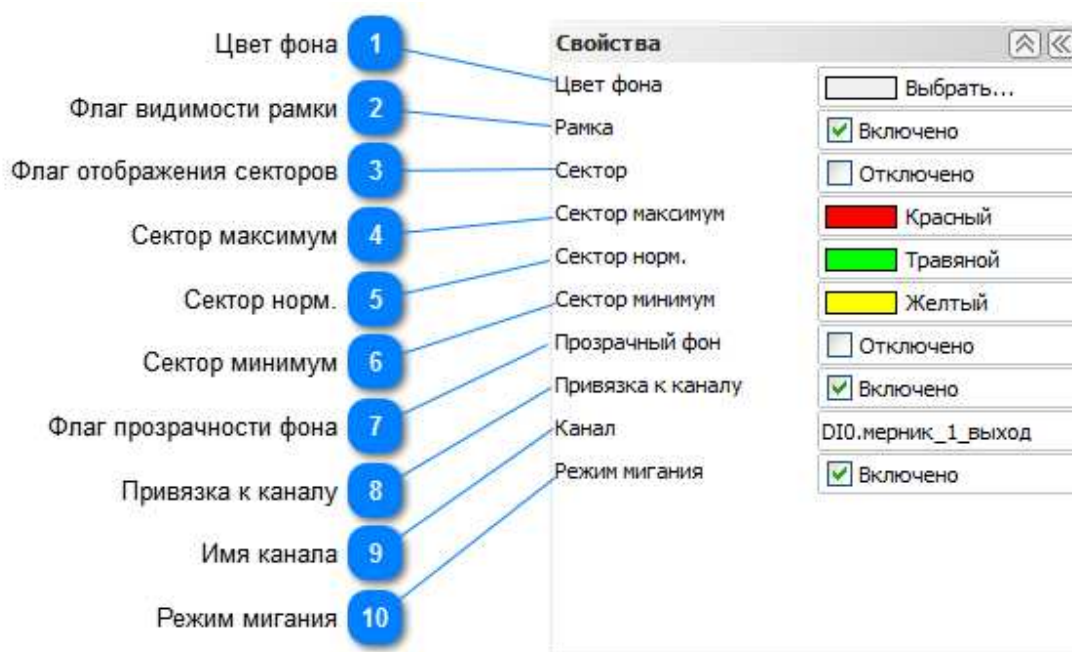 Цвет фона 1
Флаг видимости рамки 2
Флаг отображения секторов 3
Сектор максимум 4
Сектор норм. 5
Сектор минимум 6
Флаг прозрачности фона 7
Привязка к каналу 8
Имя канала 9
Режим мигания 10
Свойства
Цвет фона Выбрать...
Рамка Включено
Сектор Отключено
Сектор максимум Красный
Сектор норм. Травяной
Сектор минимум Желтый
Прозрачный фон Отключено
Привязка к каналу Включено
Канал DI0.мерник_1_выход
Режим мигания Включено